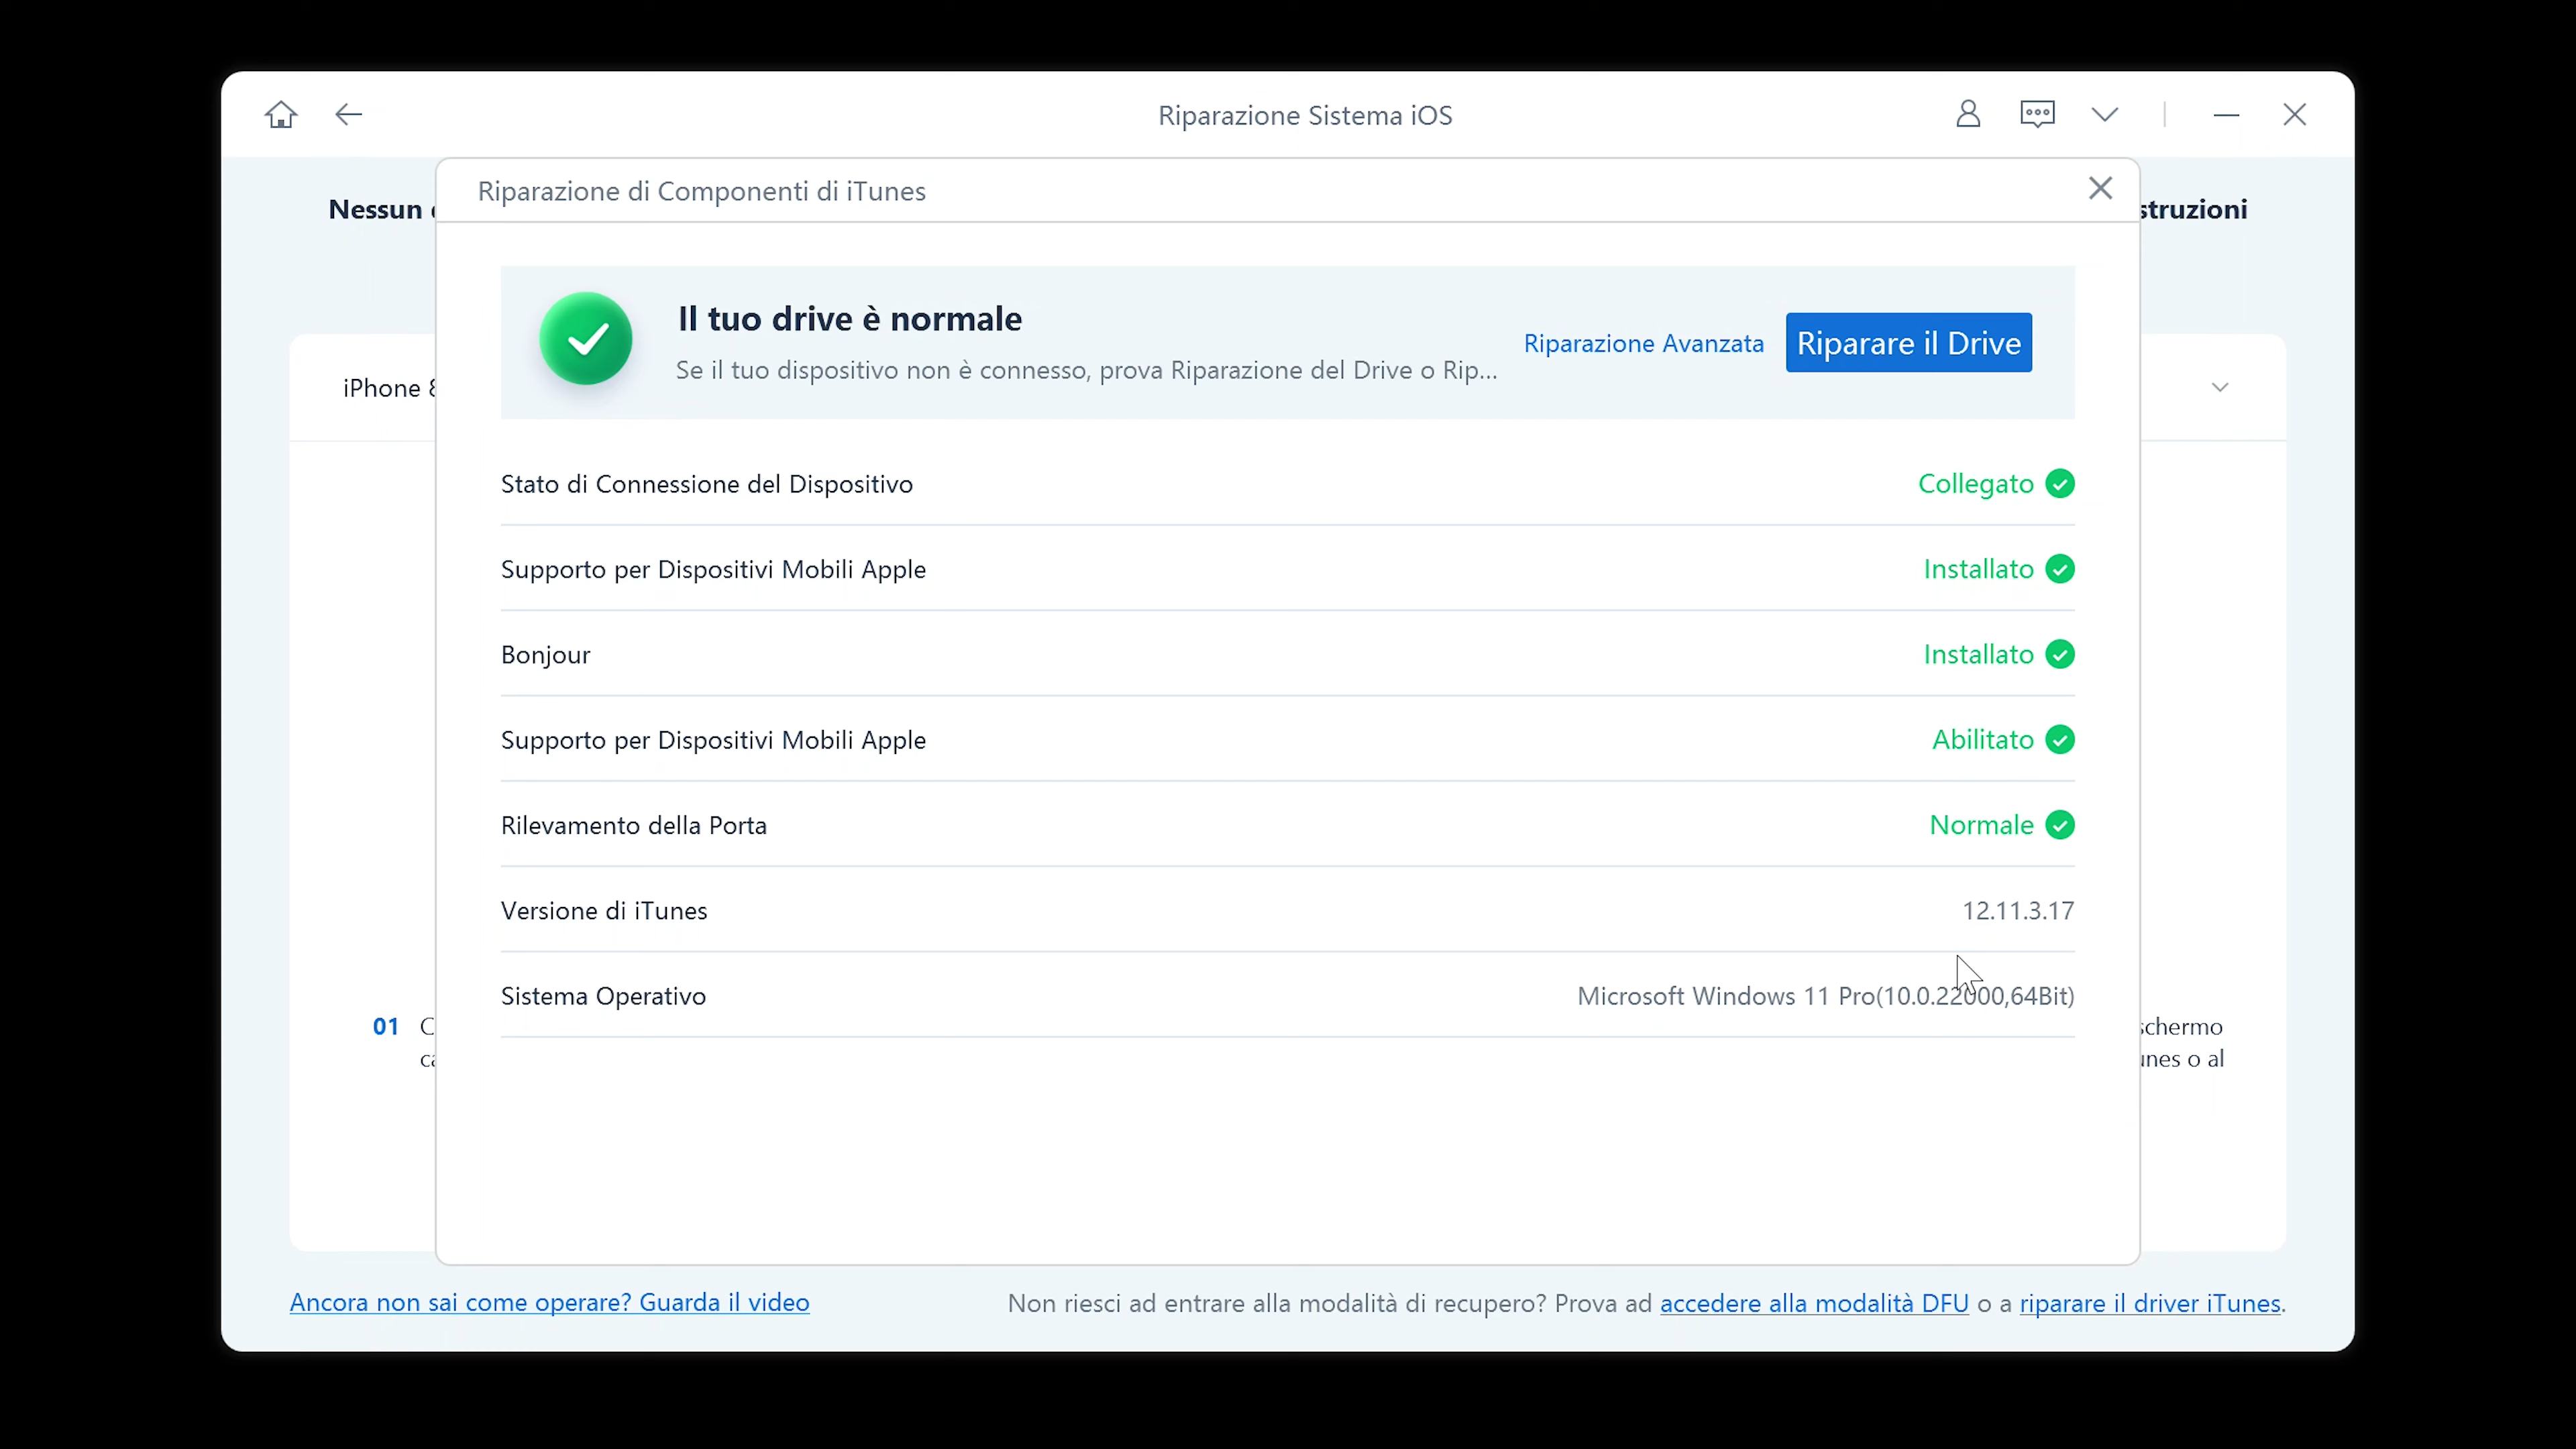 Riparazione Sistema iOS
Riparazione di Componenti di iTunes
Nessun
struzioni
Il tuo drive è normale
Se il tuo dispositivo non è connesso, prova Riparazione del Drive o Rip...
Riparazione Avanzata
Riparare il Drive
iPhone 8
Stato di Connessione del Dispositivo Collegato
Supporto per Dispositivi Mobili Apple Installato
Bonjour Installato
Supporto per Dispositivi Mobili Apple Abilitato
Rilevamento della Porta Normale
Versione di iTunes 12.11.3.17
Sistema Operativo Microsoft Windows 11 Pro(10.0.22000,64Bit)
01 C
ca
schermo
unes o al
Ancora non sai come operare? Guarda il video
Non riesci ad entrare alla modalità di recupero? Prova ad accedere alla modalità DFU o a riparare il driver iTunes.